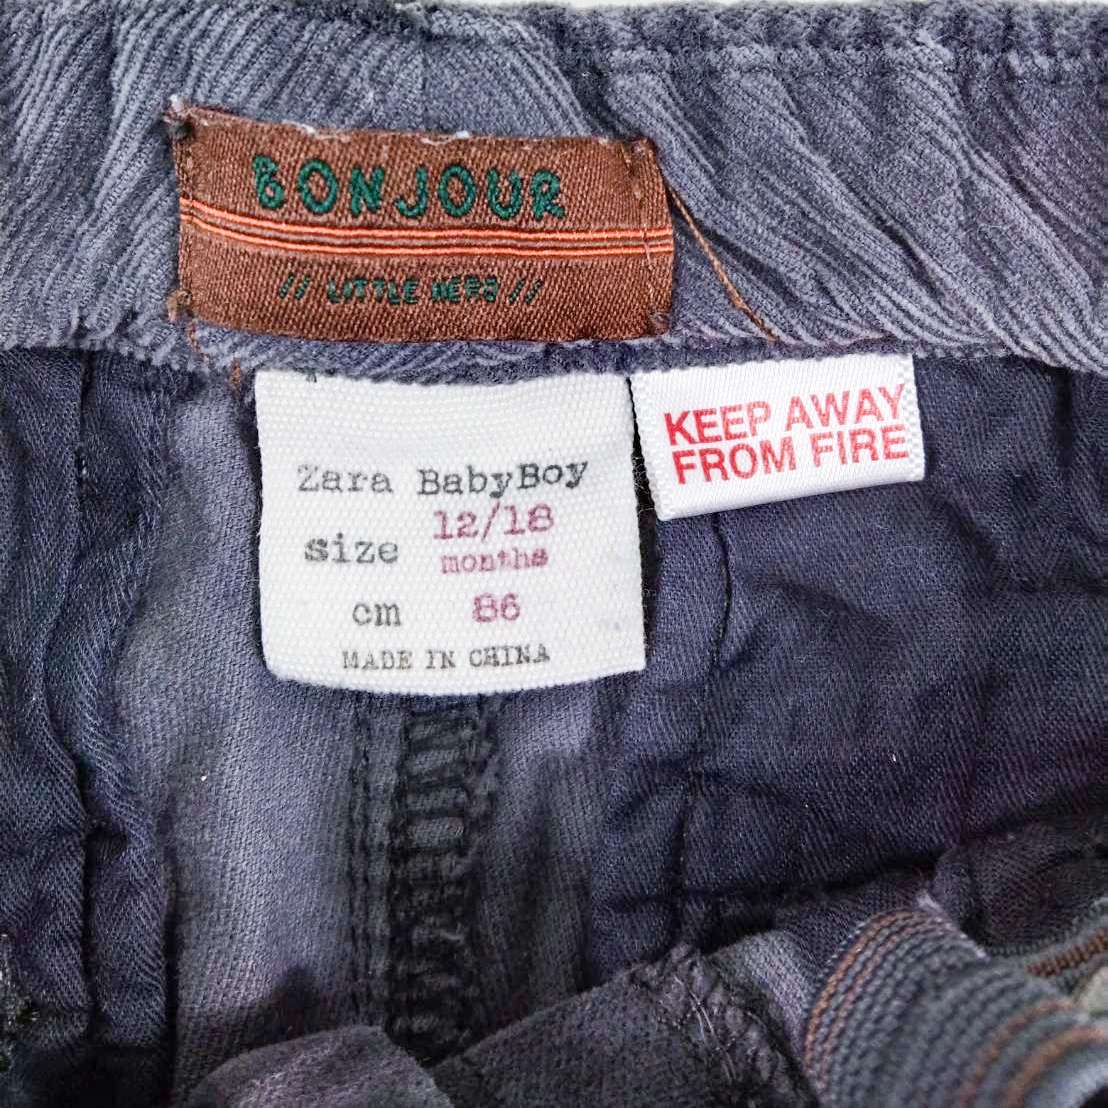 BONJOUR
// LITTLE HERO //
Zara BabyBoy
size 12/18
months
cm 86
MADE IN CHINA
KEEP AWAY
FROM FIRE